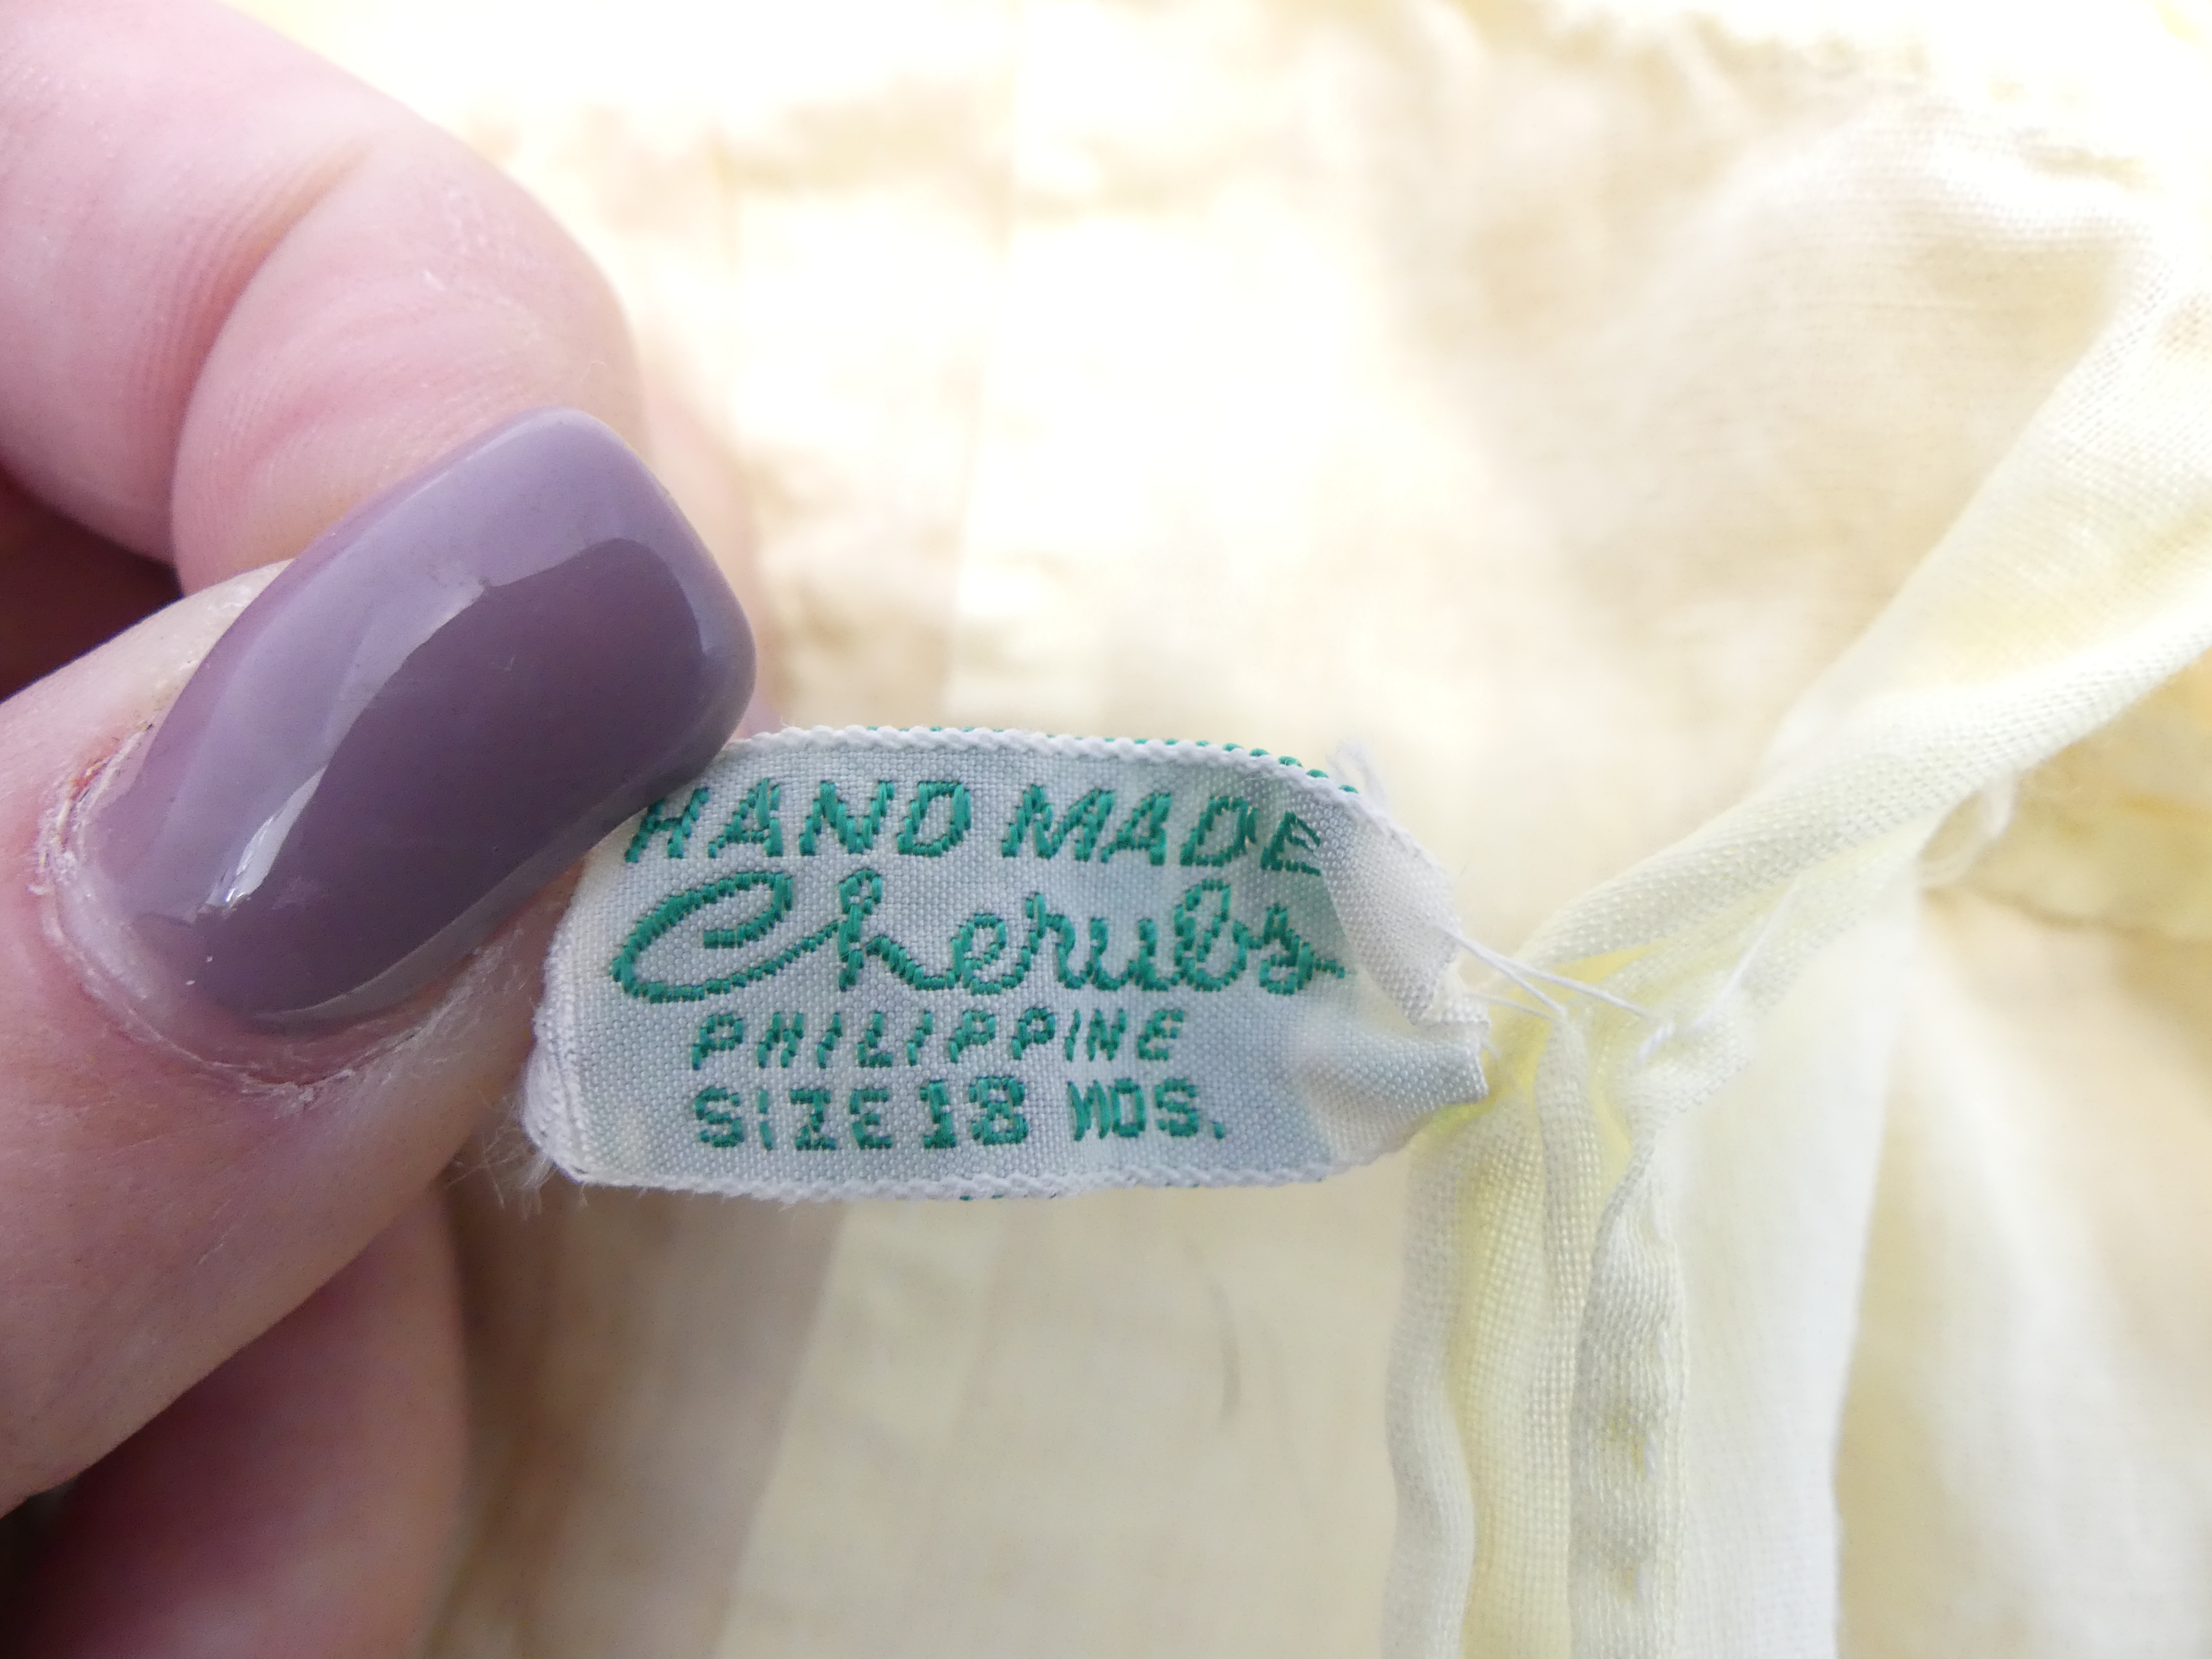 HAND MADE
Cherubs
PHILIPPINE
SIZE 18 MOS.